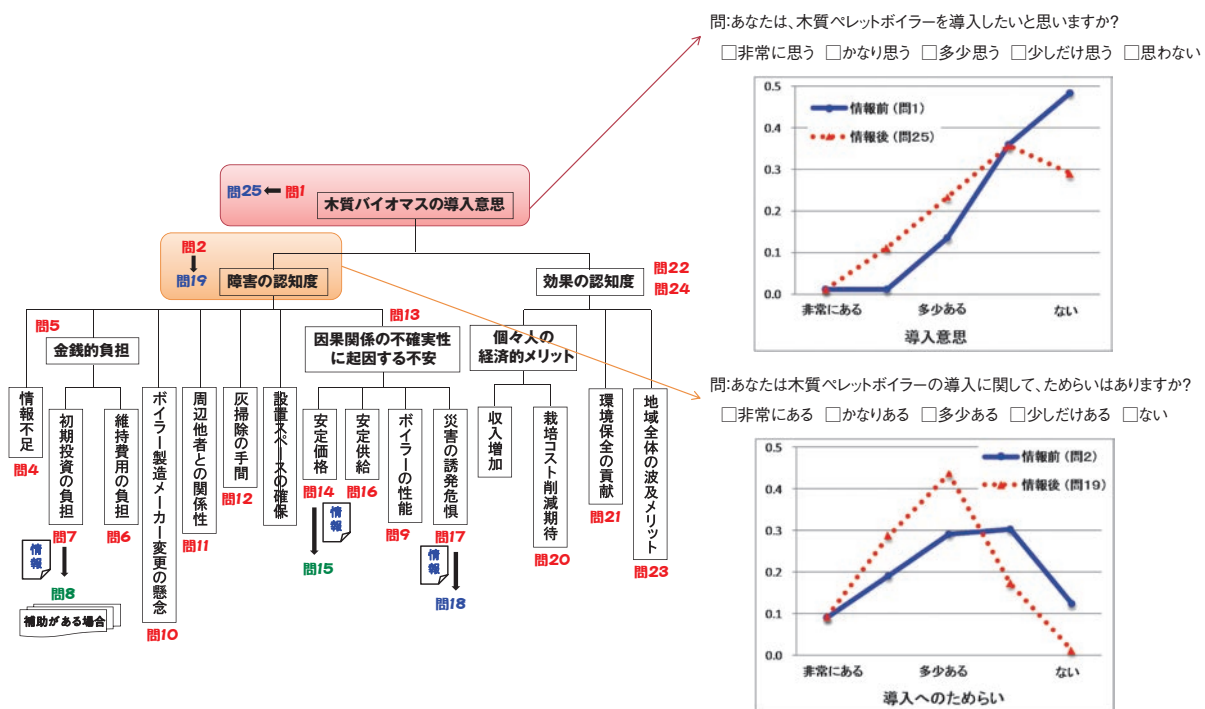 問:あなたは、木質ペレットボイラーを導入したいと思いますか?
□非常に思う □かなり思う □多少思う □少しだけ思う □思わない
0.5
0.4
0.3
0.2
0.1
0.0
情報前(問1)
情報後(問25)
非常にある
多少ある
ない
導入意思
問25
問1
木質バイオマスの導入意思
問2
問19
障害の認知度
効果の認知度
問22
問24
問5
金銭的負担
問13
因果関係の不確実性
に起因する不安
個々人の
経済的メリット
情報不足
問4
初期投資の負担
問7
情報
問8
補助がある場合
維持費用の負担
問6
ボイラー製造メーカー変更の懸念
問10
周辺他者との関係性
問11
灰掃除の手間
問12
設置スペースの確保
安定価格
問14
情報
問15
安定供給
問16
ボイラーの性能
問9
災害の誘発危惧
問17
情報
問18
収入増加
栽培コスト削減期待
問20
環境保全の貢献
問21
地域全体の波及メリット
問23
問:あなたは木質ペレットボイラーの導入に関して、ためらいはありますか?
□非常にある □かなりある □多少ある □少しだけある □ない
0.5
0.4
0.3
0.2
0.1
0.0
情報前(問2)
情報後(問19)
非常にある
多少ある
ない
導入へのためらい